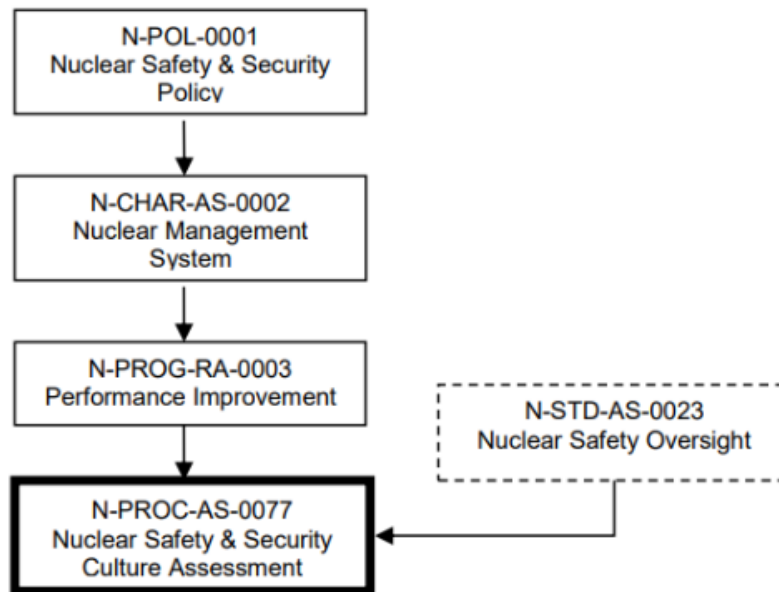 N-POL-0001
Nuclear Safety & Security
Policy
N-CHAR-AS-0002
Nuclear Management
System
N-PROG-RA-0003
Performance Improvement
N-STD-AS-0023
Nuclear Safety Oversight
N-PROC-AS-0077
Nuclear Safety & Security
Culture Assessment